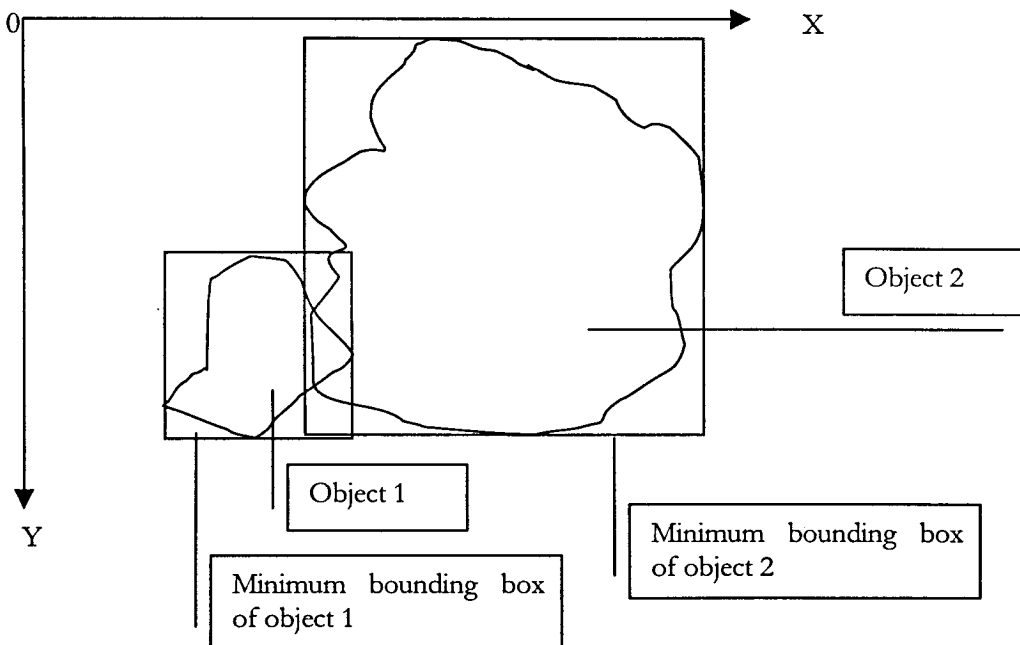 0
X
Object 2
Object 1
Y
Minimum bounding box
of object 2
Minimum bounding box
of object 1